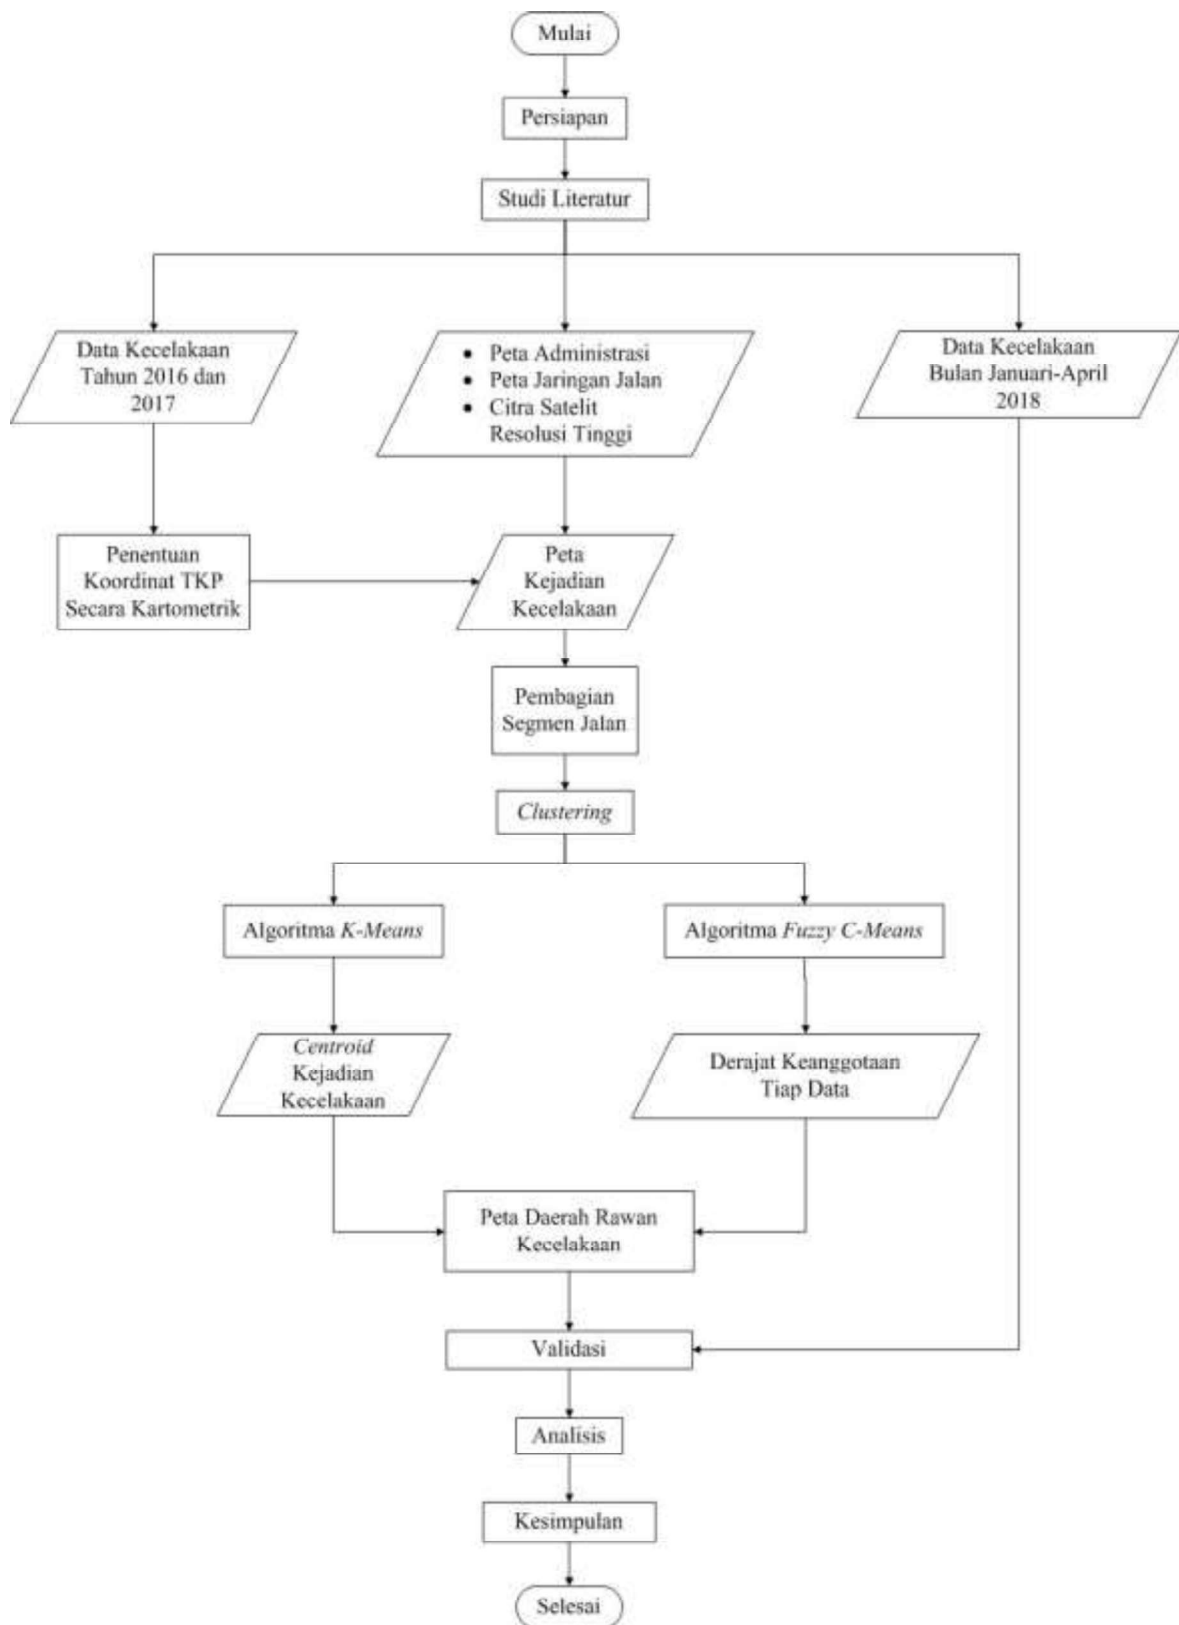 Mulai
Persiapan
Studi Literatur
Data Kecelakaan
Tahun 2016 dan
2017
• Peta Administrasi
• Peta Jaringan Jalan
• Citra Satelit
Resolusi Tinggi
Data Kecelakaan
Bulan Januari-April
2018
Penentuan
Koordinat TKP
Secara Kartometrik
Peta
Kejadian
Kecelakaan
Pembagian
Segmen Jalan
Clustering
Algoritma K-Means
Algoritma Fuzzy C-Means
Centroid
Kejadian
Kecelakaan
Derajat Keanggotaan
Tiap Data
Peta Daerah Rawan
Kecelakaan
Validasi
Analisis
Kesimpulan
Selesai